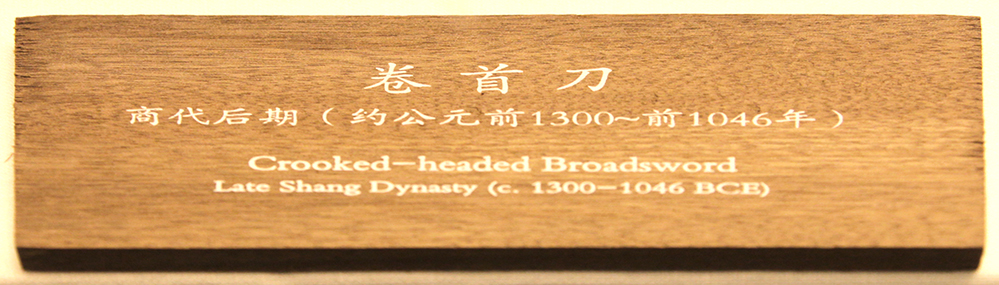 卷首刀
商代后期（约公元前1300~前1046年）
Crooked-headed Broadsword
Late Shang Dynasty (c. 1300-1046 BCE)